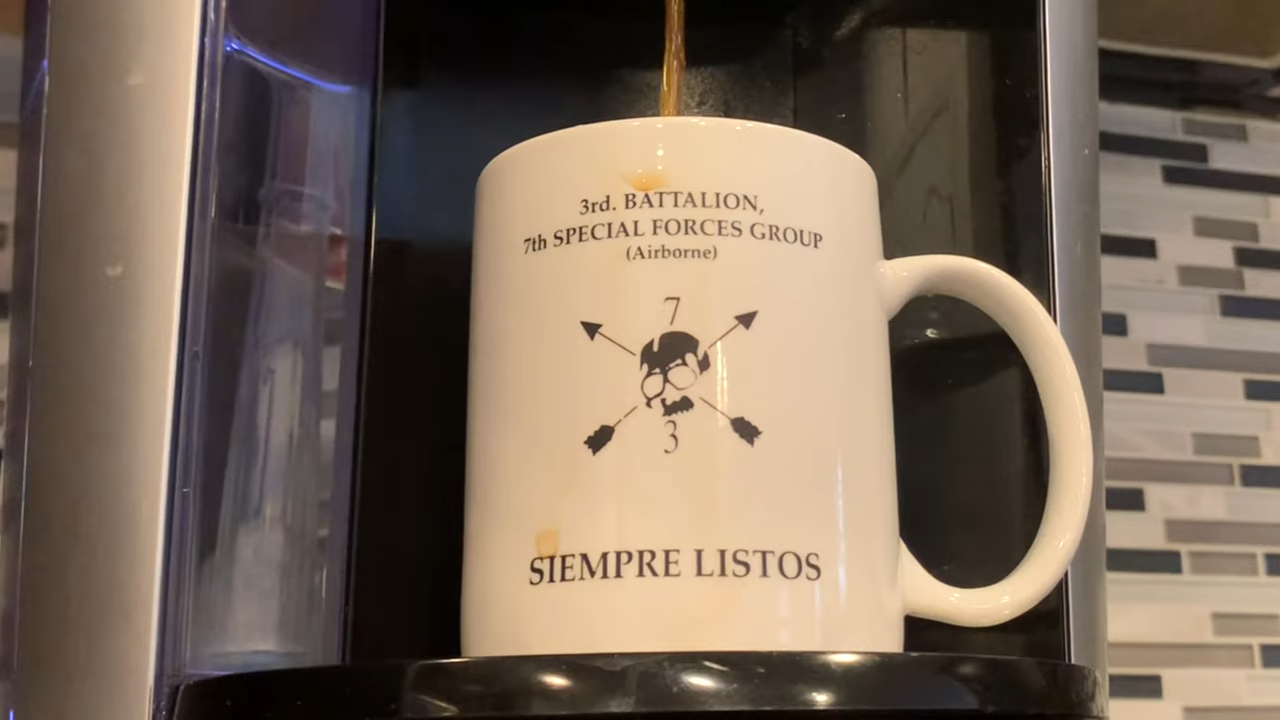 3rd. BATTALION,
7th SPECIAL FORCES GROUP
(Airborne)
7
3
SIEMPRE LISTOS